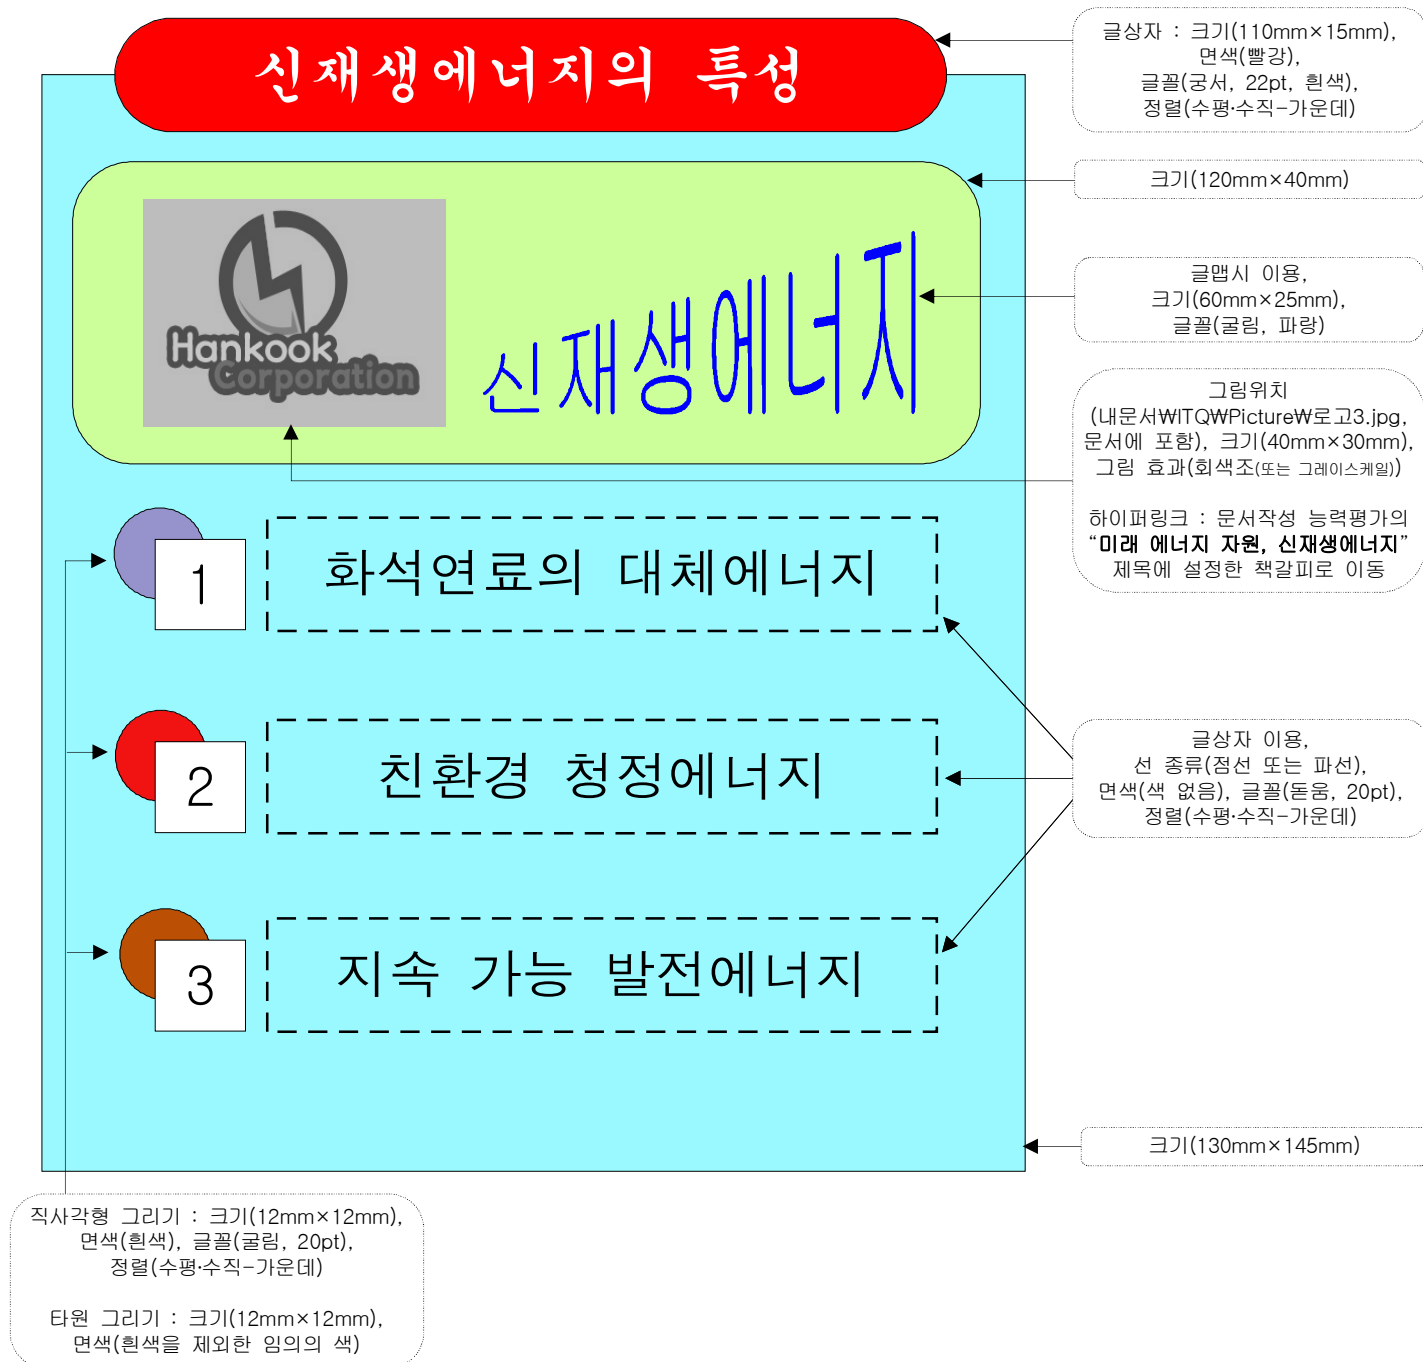 신재생에너지의 특성
글상자 : 크기(110mm×15mm),
면색(빨강),
글꼴(궁서, 22pt, 흰색),
정렬(수평·수직-가운데)
크기(120mm×40mm)
Hankook
Corporation
신재생에너지
글맵시 이용,
크기(60mm×25mm),
글꼴(굴림, 파랑)
그림위치
(내문서₩ITQ₩Picture₩로고3.jpg,
문서에 포함), 크기(40mm×30mm),
그림 효과(회색조(또는 그레이스케일))
하이퍼링크 : 문서작성 능력평가의
“미래 에너지 자원, 신재생에너지”
제목에 설정한 책갈피로 이동
1
화석연료의 대체에너지
2
친환경 청정에너지
글상자 이용,
선 종류(점선 또는 파선),
면색(색 없음), 글꼴(돋움, 20pt),
정렬(수평·수직-가운데)
3
지속 가능 발전에너지
크기(130mm×145mm)
직사각형 그리기 : 크기(12mm×12mm),
면색(흰색), 글꼴(굴림, 20pt),
정렬(수평·수직-가운데)
타원 그리기 : 크기(12mm×12mm),
면색(흰색을 제외한 임의의 색)